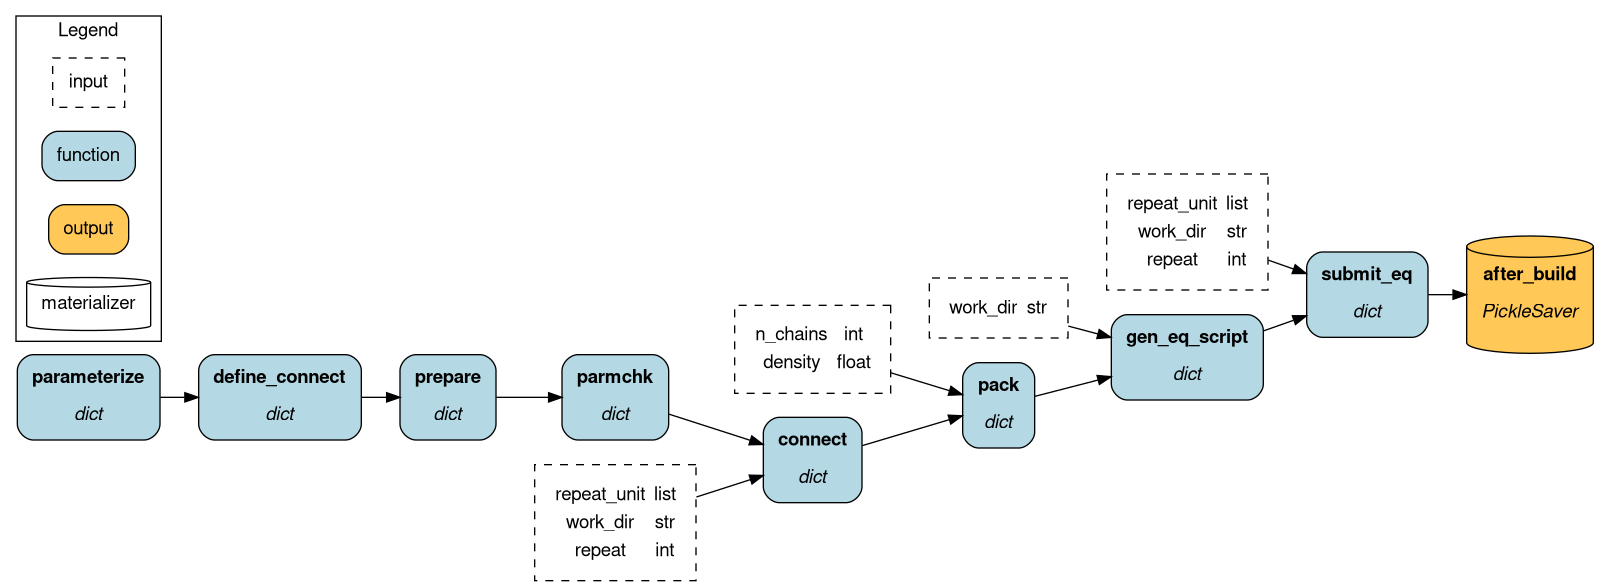 Legend
input
function
output
materializer
parameterize
dict
define_connect
dict
prepare
dict
parmchk
dict
repeat_unit list
work_dir str
repeat int
connect
dict
n_chains int
density float
pack
dict
work_dir str
gen_eq_script
dict
repeat_unit list
work_dir str
repeat int
submit_eq
dict
after_build
PickleSaver